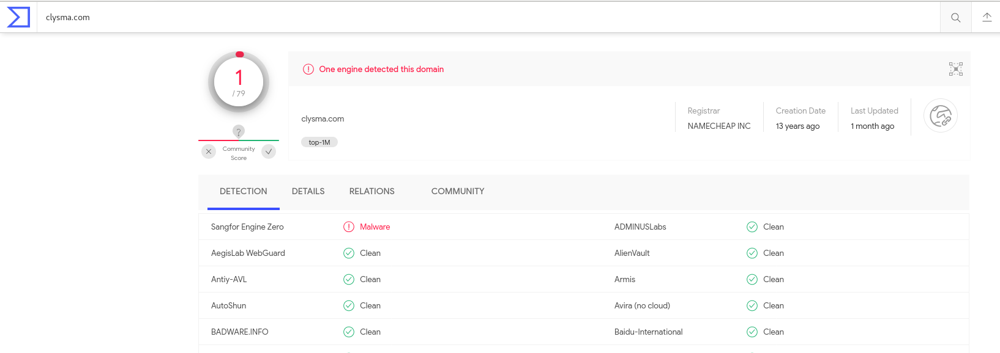 clysma.com
1
/ 79
?
Community
Score
One engine detected this domain
clysma.com
top-1M
Registrar
NAMECHEAP INC
Creation Date
13 years ago
Last Updated
1 month ago
DETECTION DETAILS RELATIONS COMMUNITY
Sangfor Engine Zero Malware ADMINUSLabs Clean
AegisLab WebGuard Clean AlienVault Clean
Antiy-AVL Clean Armis Clean
AutoShun Clean Avira (no cloud) Clean
BADWARE.INFO Clean Baidu-International Clean